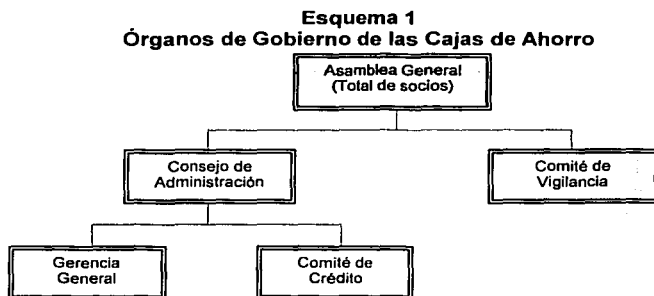 Esquema 1
Órganos de Gobierno de las Cajas de Ahorro
Asamblea General
(Total de socios)
Consejo de
Administración
Comité de
Vigilancia
Gerencia
General
Comité de
Crédito